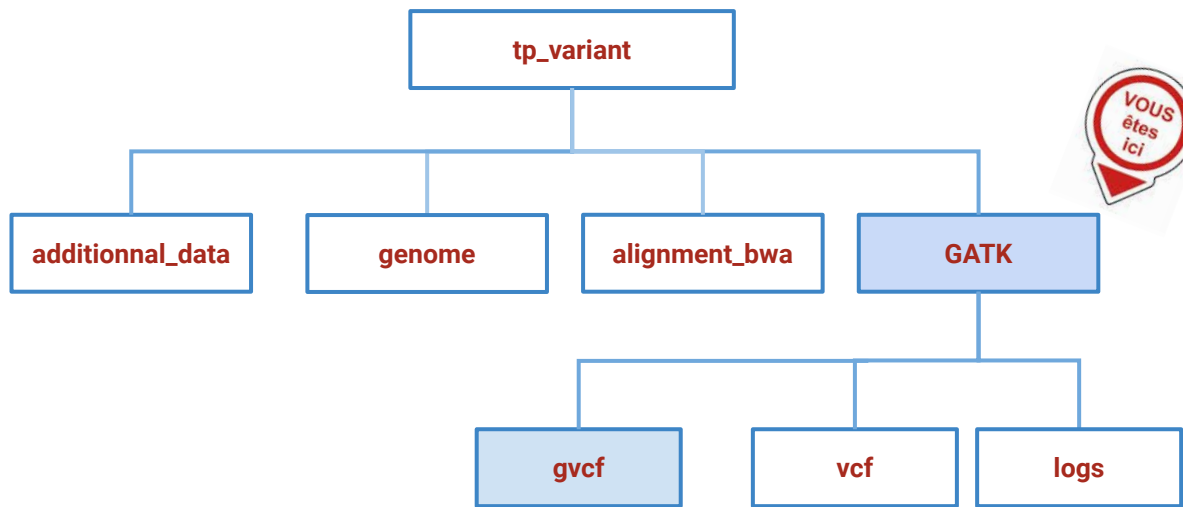 tp_variant
VOUS
êtes
ici
additionnal_data
genome
alignment_bwa
GATK
gvcf
vcf
logs